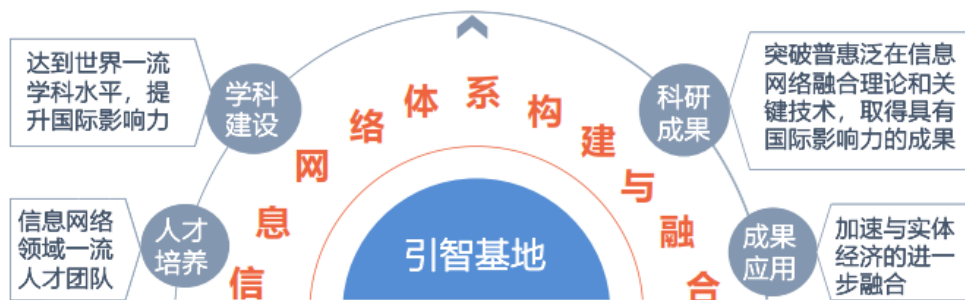 达到世界一流
学科水平，提
升国际影响力
学科
建设
信息网络
领域一流
人才团队
人才
培养
信息网络体系构建与融合
引智基地
科研
成果
突破普惠泛在信息
网络融合理论和关
键技术，取得具有
国际影响力的成果
成果
应用
加速与实体
经济的进一
步融合